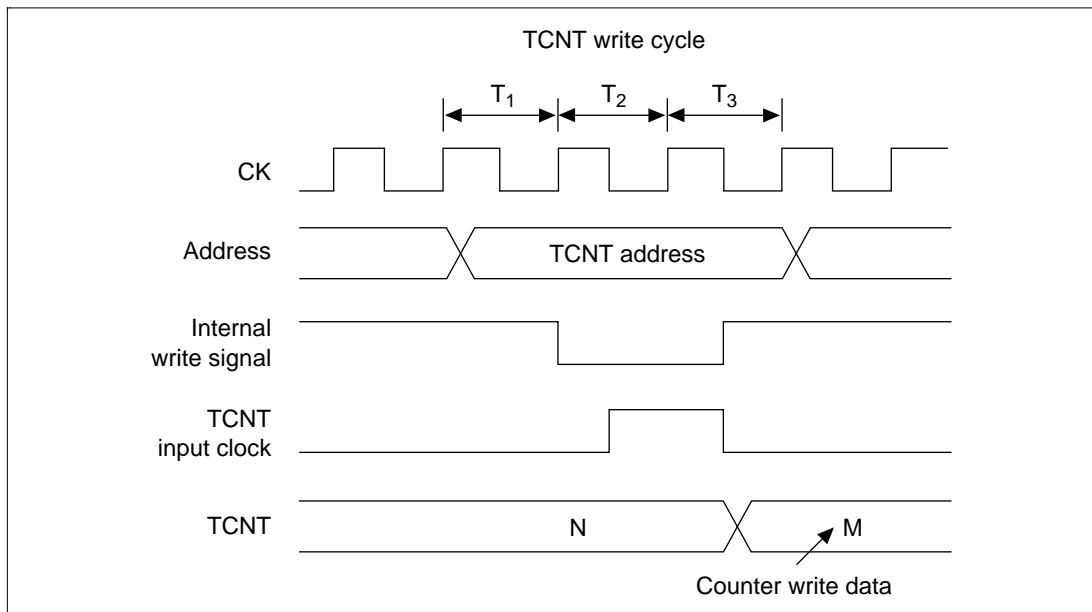 TCNT write cycle
T1 T2 T3
CK
Address
TCNT address
Internal
write signal
TCNT
input clock
TCNT
N
M
Counter write data